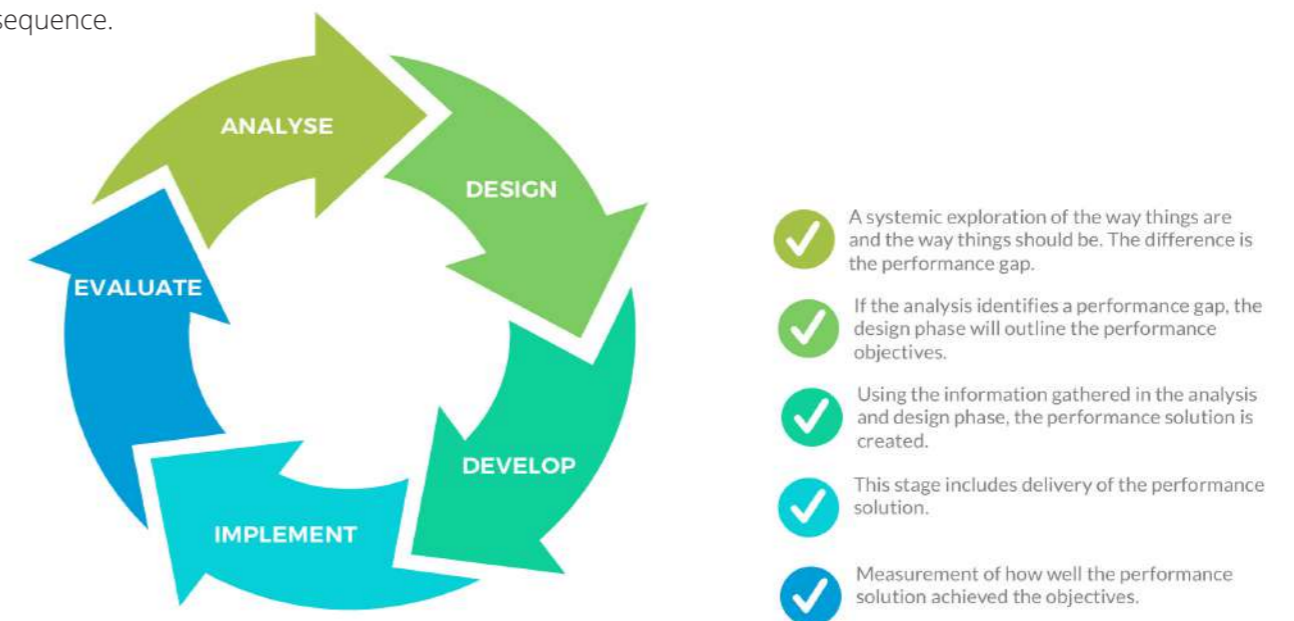 sequence.
ANALYSE
DESIGN
EVALUATE
DEVELOP
IMPLEMENT
A systemic exploration of the way things are
and the way things should be. The difference is
the performance gap.
If the analysis identifies a performance gap, the
design phase will outline the performance
objectives.
Using the information gathered in the analysis
and design phase, the performance solution is
created.
This stage includes delivery of the performance
solution.
Measurement of how well the performance
solution achieved the objectives.